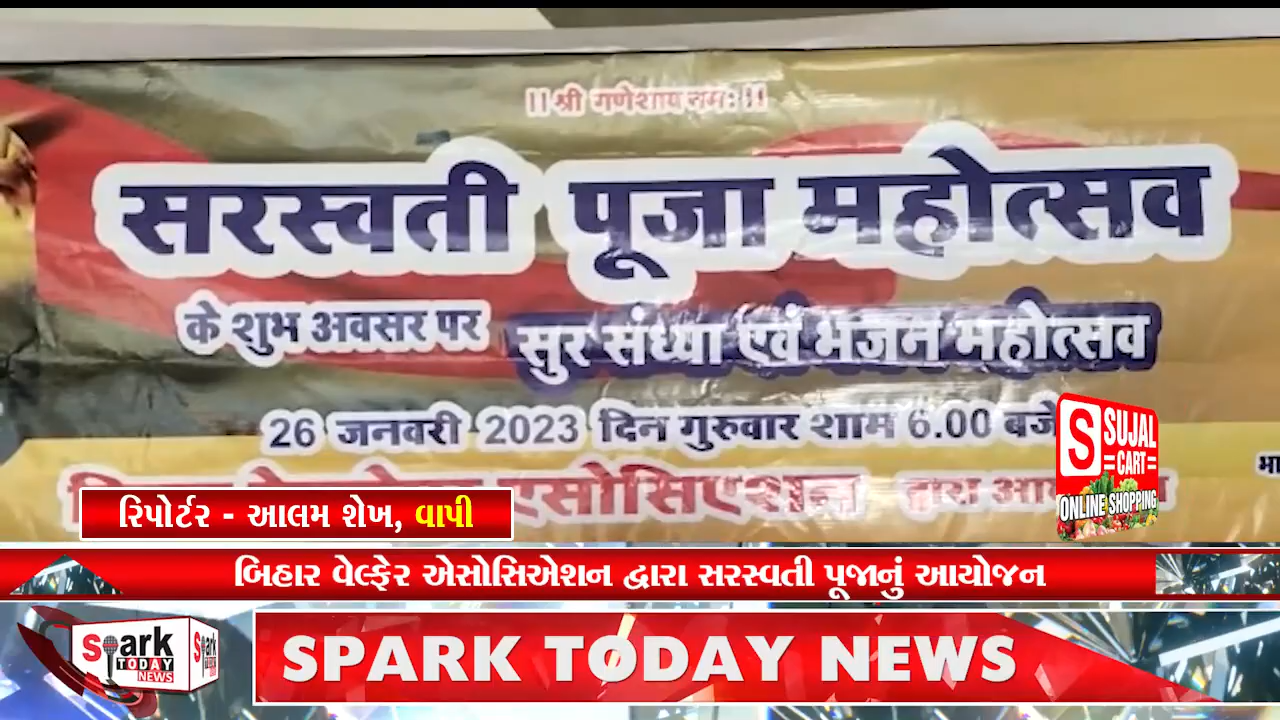 ।। श्री गणेशाय नमः ।।
सरस्वती पूजा महोत्सव
के शुभ अवसर पर सुर संध्या एवं भजन महोत्सव
26 जनवरी 2023 दिन गुरुवार शाम 6.00 बजे
एसोसिएशन द्वारा
SUJAL
CART
ONLINE SHOPPING
રિપોર્ટર - આલમ શેખ, વાપી
બિહાર વેલ્ફેર એસોસિએશન દ્વારા સરસ્વતી પૂજાનું આયોજન
Spark
TODAY
NEWS
SPARK TODAY NEWS